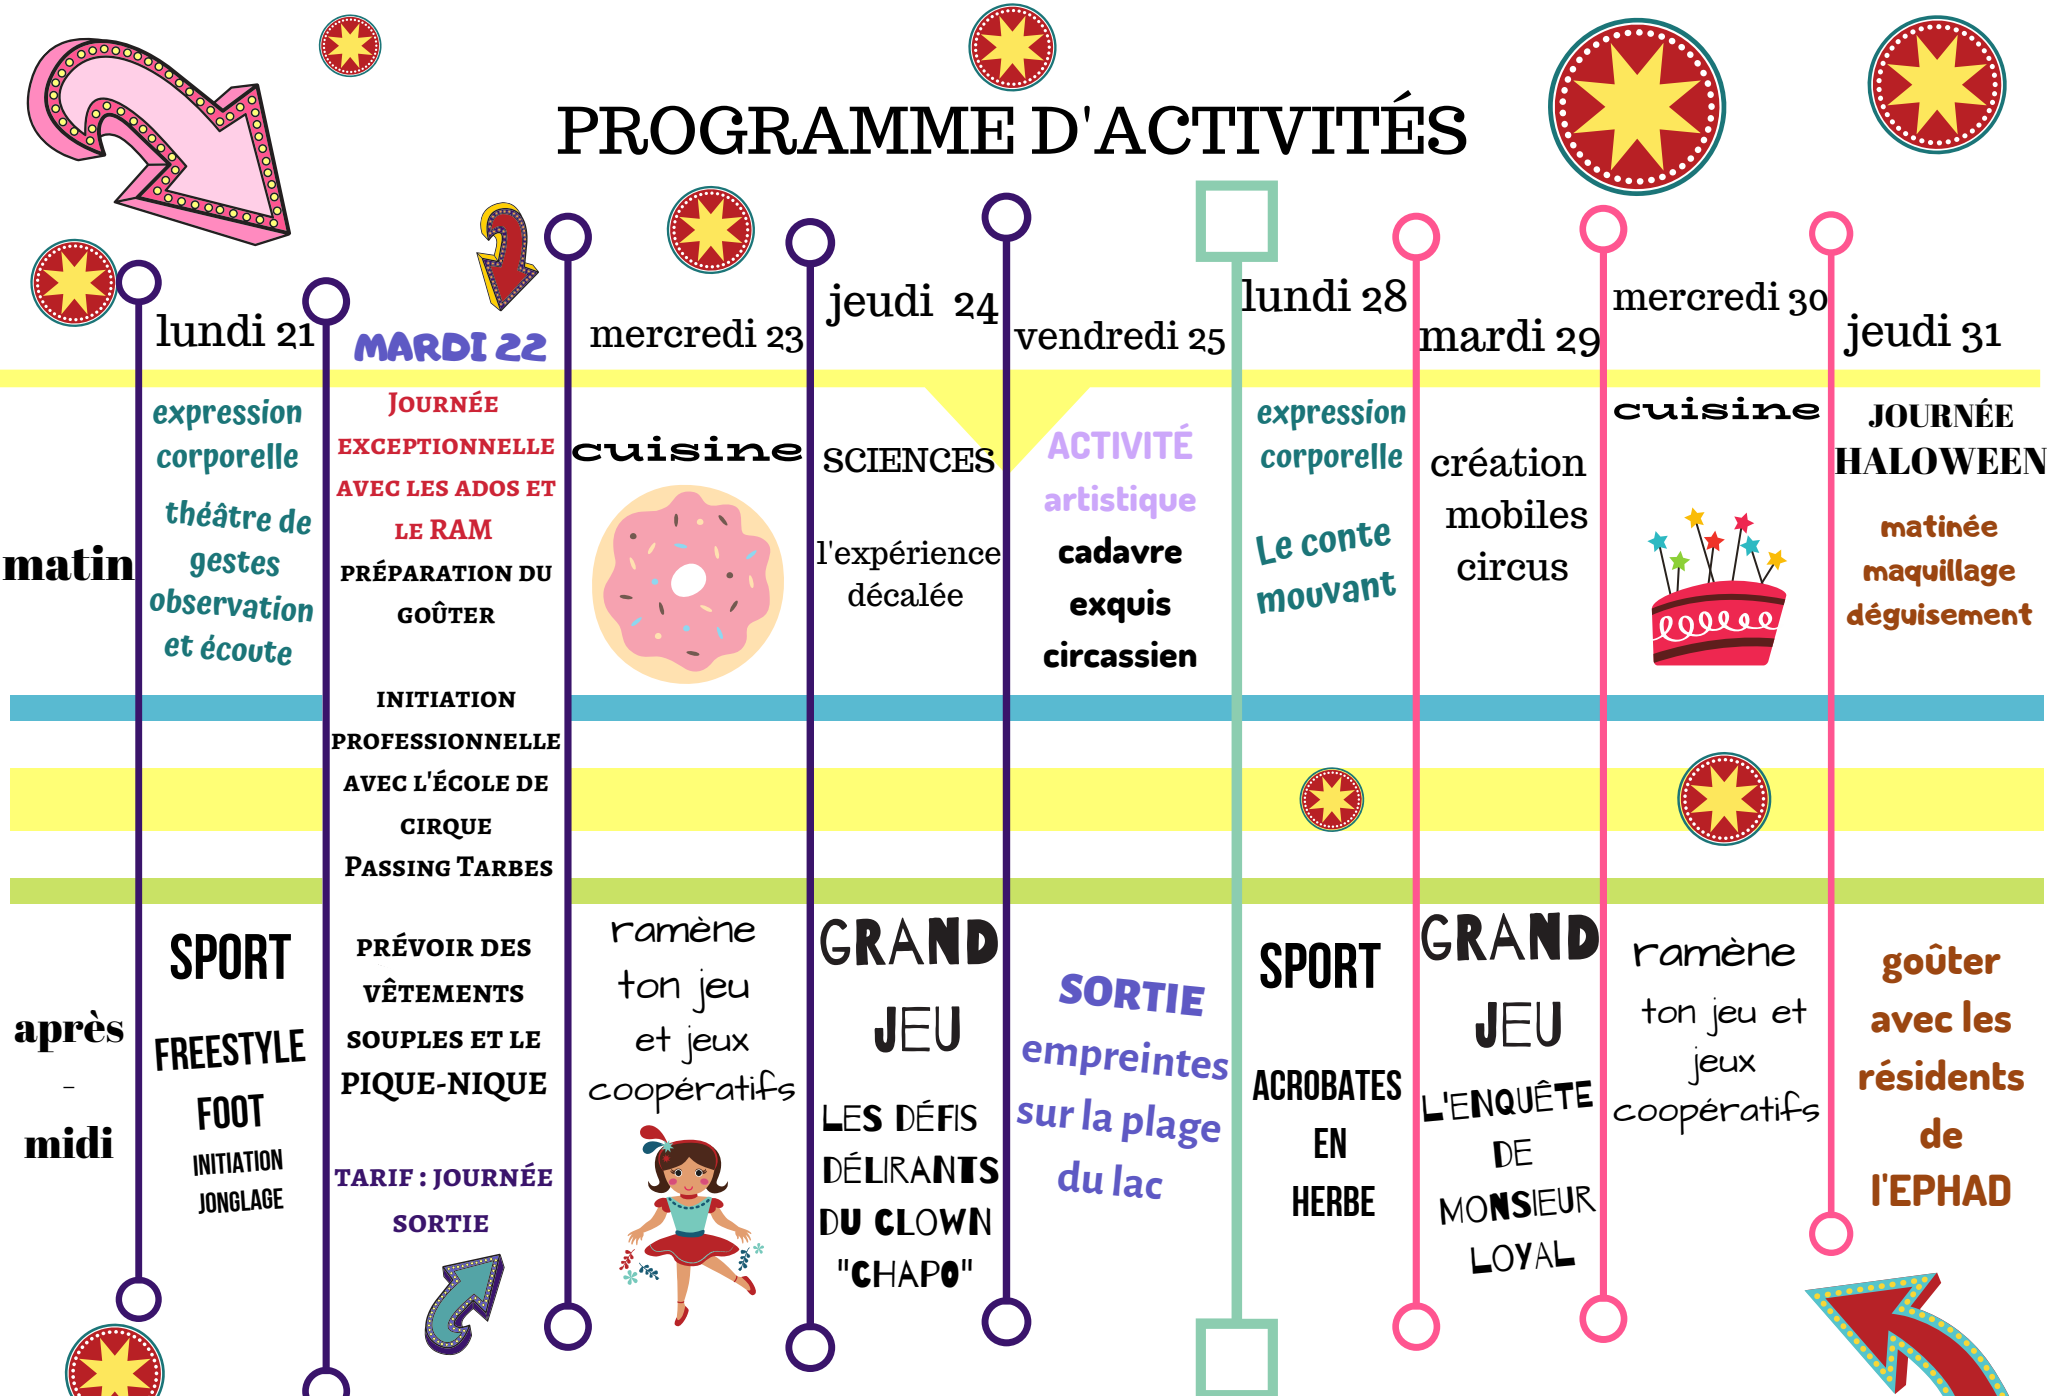 PROGRAMME D'ACTIVITÉS
lundi 21
MARDI 22
mercredi 23
jeudi 24
vendredi 25
lundi 28
mardi 29
mercredi 30
jeudi 31
matin
expression
corporelle
théâtre de
gestes
observation
et écoute
Journée
exceptionnelle
avec les ados et
le RAM
préparation du
goûter
initiation
professionnelle
avec l'école de
cirque
Passing Tarbes
prévoir des
vêtements
souples et le
PIQUE-NIQUE
tarif : journée
sortie
cuisine
SCIENCES
l'expérience
décalée
ACTIVITÉ
artistique
cadavre
exquis
circassien
expression
corporelle
Le conte
mouvant
création
mobiles
circus
cuisine
JOURNÉE
HALOWEEN
matinée
maquillage
déguisement
après
-
midi
SPORT
FREESTYLE
FOOT
INITIATION
JONGLAGE
ramène
ton jeu
et jeux
coopératifs
GRAND
JEU
LES DÉFIS
DÉLIRANTS
DU CLOWN
"CHAPO"
SORTIE
empreintes
sur la plage
du lac
SPORT
ACROBATES
EN
HERBE
GRAND
JEU
L'ENQUÊTE
DE
MONSIEUR
LOYAL
ramène
ton jeu et
jeux
coopératifs
goûter
avec les
résidents
de
l'EPHAD